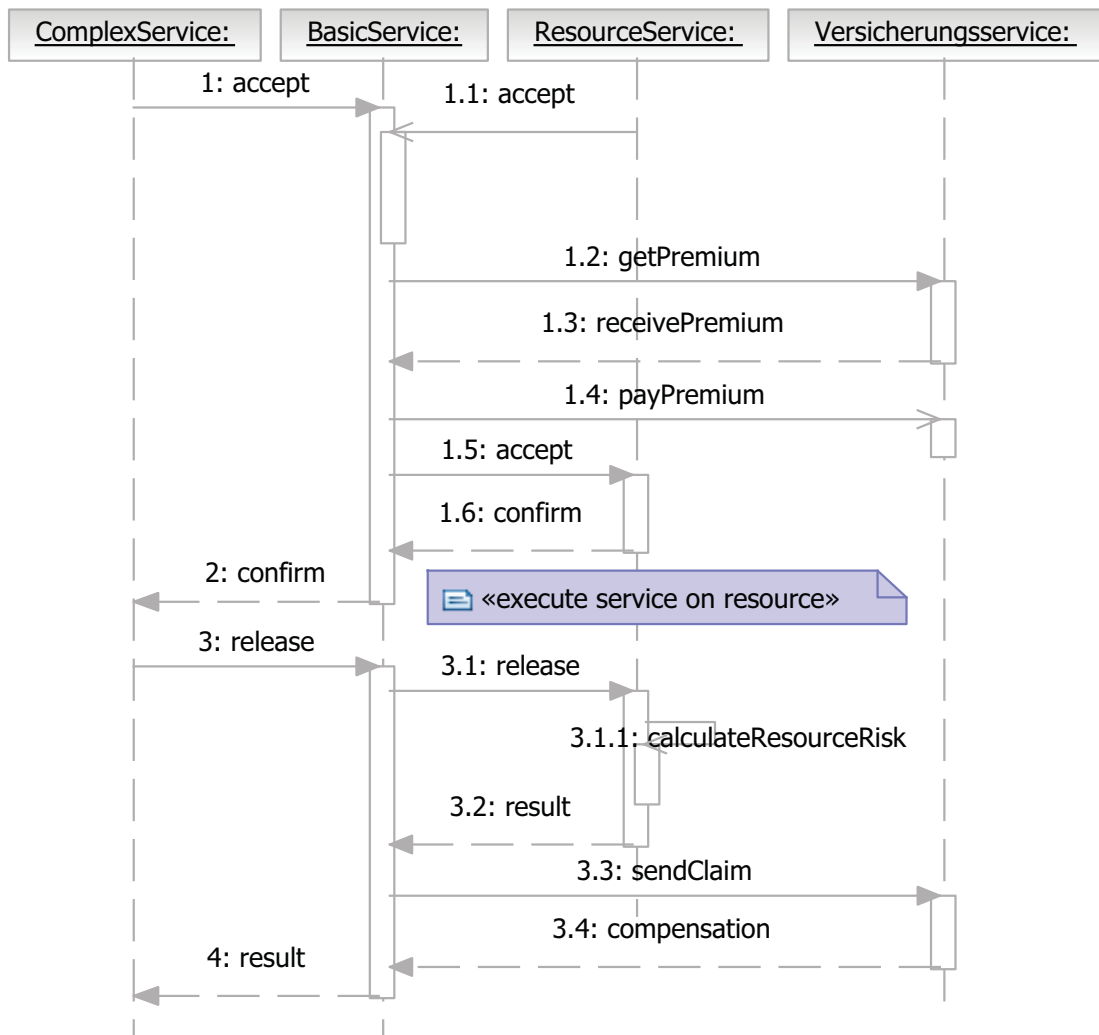 ComplexService:
BasicService:
ResourceService:
Versicherungsservice:
1: accept
1.1: accept
1.2: getPremium
1.3: receivePremium
1.4: payPremium
1.5: accept
1.6: confirm
2: confirm
«execute service on resource»
3: release
3.1: release
3.1.1: calculateResourceRisk
3.2: result
3.3: sendClaim
3.4: compensation
4: result